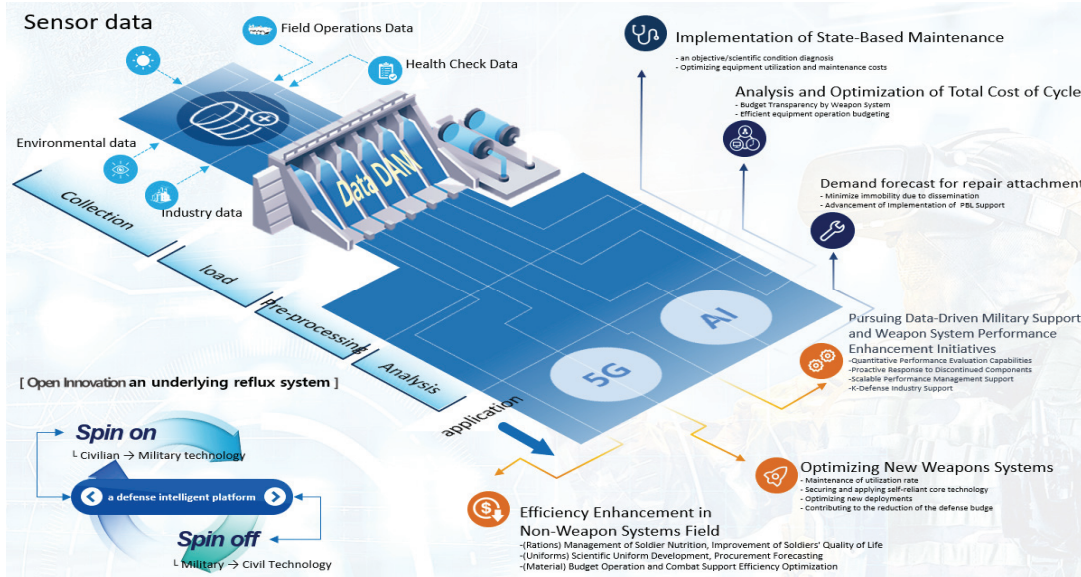 Sensor data
Field Operations Data
Health Check Data
Environmental data
Industry data
Data DAM
Collection
load
Pre-processing
Analysis
application
5G
AI
Implementation of State-Based Maintenance
- an objective/scientific condition diagnosis
- Optimizing equipment utilization and maintenance costs
Analysis and Optimization of Total Cost of Cycle
- Budget Transparency by Weapon System
- Efficient equipment operation budgeting
Demand forecast for repair attachment
- Minimize immobility due to dissemination
- Advancement of Implementation of PBL Support
Pursuing Data-Driven Military Support
and Weapon System Performance
Enhancement Initiatives
-Quantitative Performance Evaluation Capabilities
-Proactive Response to Discontinued Components
-Scalable Performance Management Support
-K-Defense Industry Support
Optimizing New Weapons Systems
- Maintenance of utilization rate
- Securing and applying self-reliant core technology
- Optimizing new deployments
- Contributing to the reduction of the defense budge
Efficiency Enhancement in
Non-Weapon Systems Field
-(Rations) Management of Soldier Nutrition, Improvement of Soldiers' Quality of Life
-(Uniforms) Scientific Uniform Development, Procurement Forecasting
-(Material) Budget Operation and Combat Support Efficiency Optimization
[ Open Innovation an underlying reflux system ]
Spin on
└ Civilian → Military technology
a defense intelligent platform
Spin off
└ Military → Civil Technology